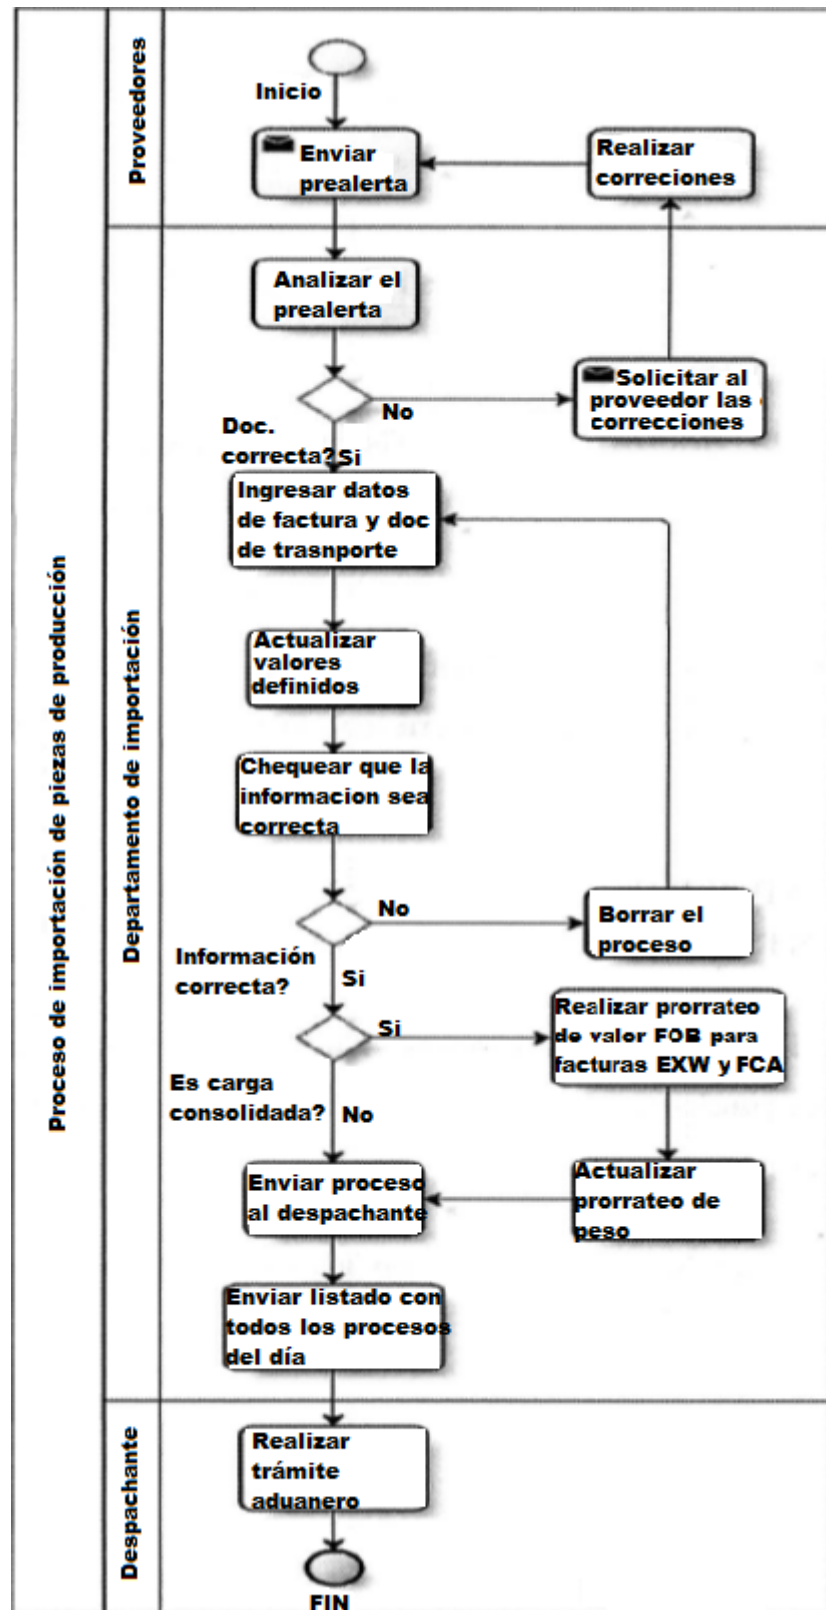 Proceso de importación de piezas de producción
Proveedores
Inicio
Enviar
prealerta
Realizar
correciones
Departamento de importación
Analizar el
prealerta
No
Solicitar al
proveedor las
correcciones
Doc.
correcta?
Si
Ingresar datos
de factura y doc
de trasnporte
Actualizar
valores
definidos
Chequear que la
informacion sea
correcta
No
Borrar el
proceso
Información
correcta?
Si
Si
Realizar prorrateo
de valor FOB para
facturas EXW y FCA
Es carga
consolidada?
No
Actualizar
prorrateo de
peso
Enviar proceso
al despachante
Enviar listado con
todos los procesos
del día
Despachante
Realizar
trámite
aduanero
FIN